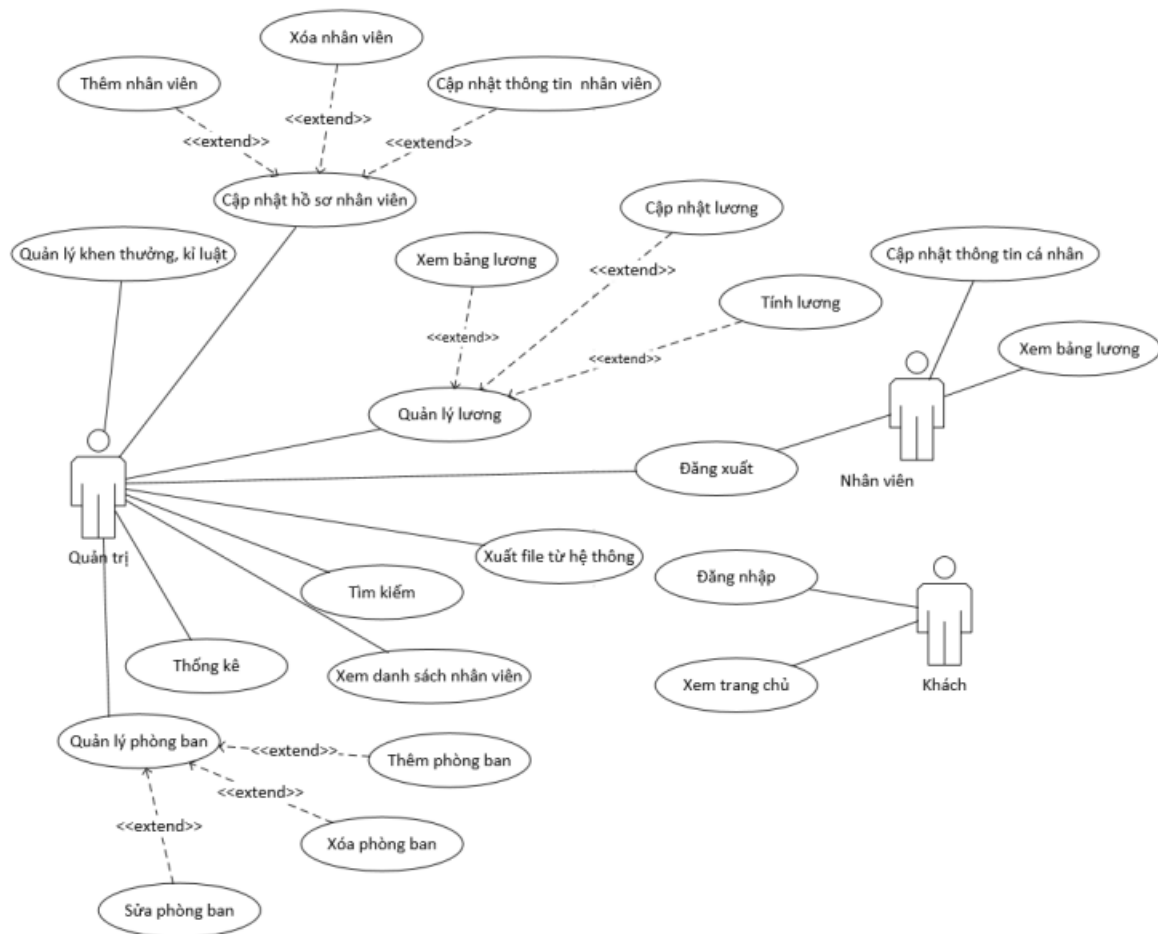 Xóa nhân viên
Thêm nhân viên
Cập nhật thông tin nhân viên
<<extend>>
<<extend>>
<<extend>>
Cập nhật hồ sơ nhân viên
Cập nhật lương
Quản lý khen thưởng, kỉ luật
Xem bảng lương
Cập nhật thông tin cá nhân
<<extend>>
Tính lương
<<extend>>
<<extend>>
Xem bảng lương
Quản lý lương
Đăng xuất
Nhân viên
Quản trị
Xuất file từ hệ thông
Đăng nhập
Tìm kiếm
Thống kê
Xem danh sách nhân viên
Xem trang chủ
Khách
Quản lý phòng ban
<<extend>>
Thêm phòng ban
<<extend>>
<<extend>>
Xóa phòng ban
Sửa phòng ban